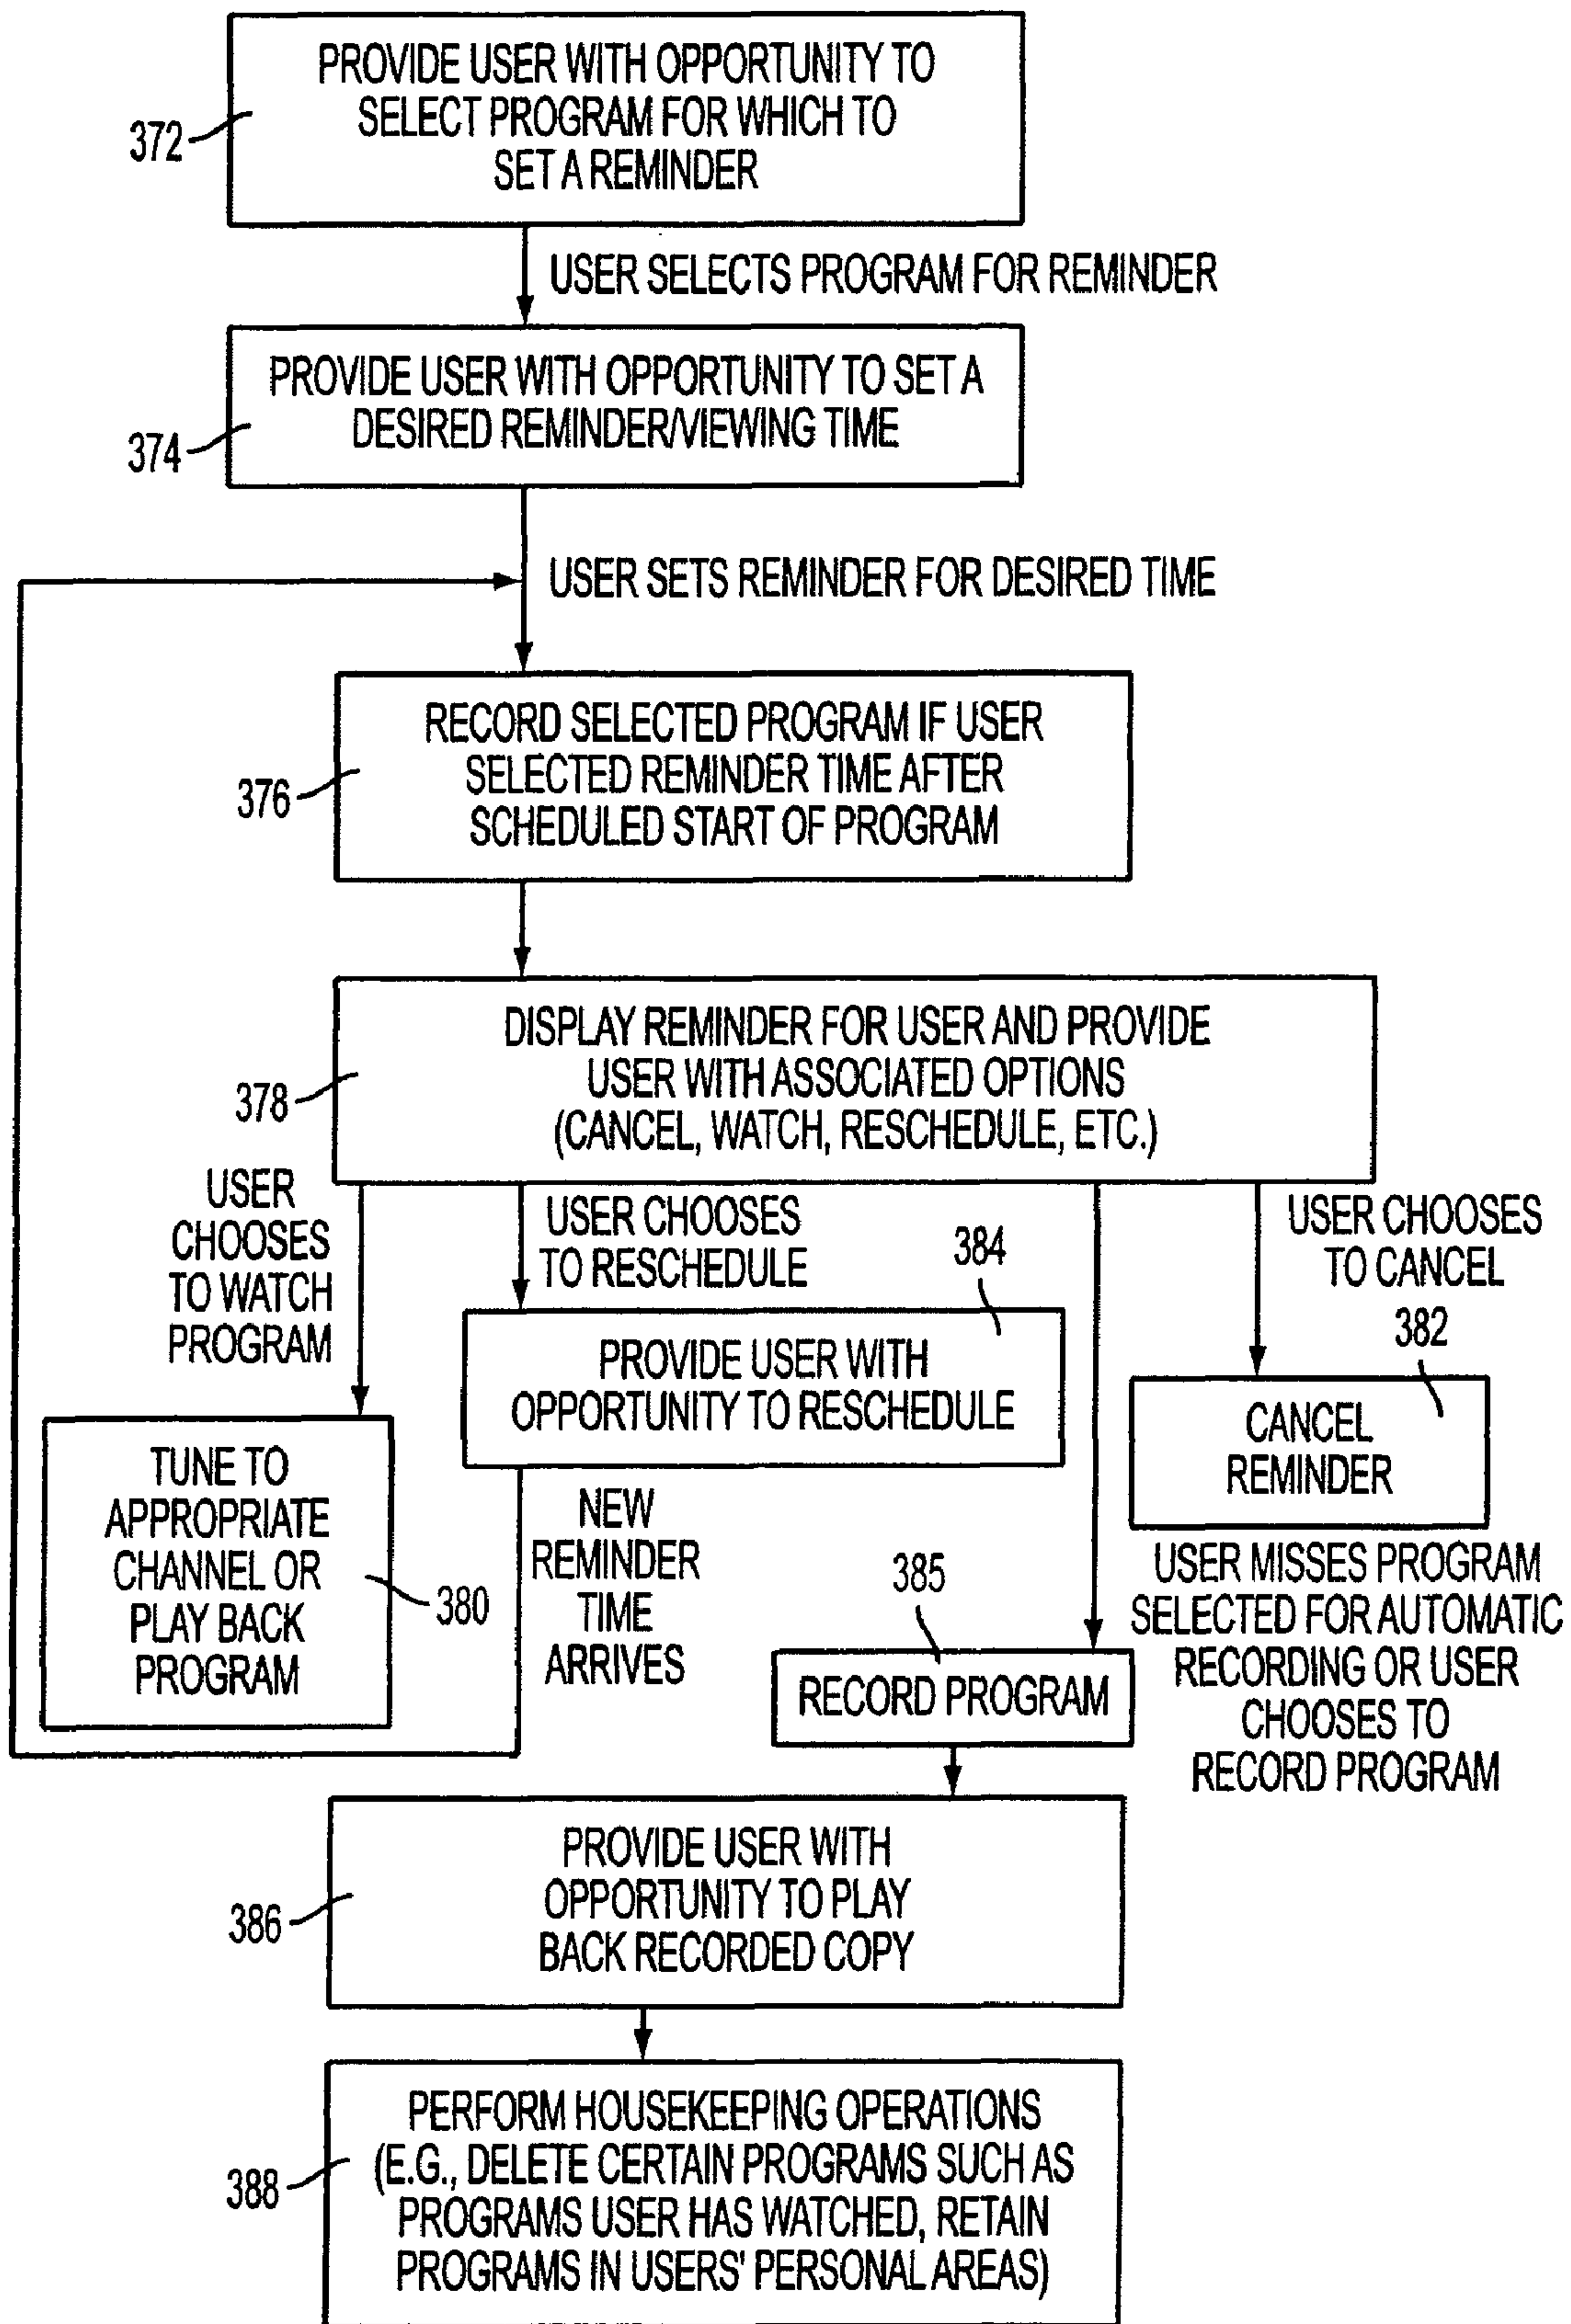 PROVIDE USER WITH OPPORTUNITY TO
SELECT PROGRAM FOR WHICH TO
SET A REMINDER
372
USER SELECTS PROGRAM FOR REMINDER
PROVIDE USER WITH OPPORTUNITY TO SET A
DESIRED REMINDER/VIEWING TIME
374
USER SETS REMINDER FOR DESIRED TIME
RECORD SELECTED PROGRAM IF USER
SELECTED REMINDER TIME AFTER
SCHEDULED START OF PROGRAM
376
DISPLAY REMINDER FOR USER AND PROVIDE
USER WITH ASSOCIATED OPTIONS
(CANCEL, WATCH, RESCHEDULE, ETC.)
378
USER
CHOOSES
TO WATCH
PROGRAM
USER CHOOSES
TO RESCHEDULE
384
USER CHOOSES
TO CANCEL
382
PROVIDE USER WITH
OPPORTUNITY TO RESCHEDULE
CANCEL
REMINDER
TUNE TO
APPROPRIATE
CHANNEL OR
PLAY BACK
PROGRAM
380
NEW
REMINDER
TIME
ARRIVES
385
RECORD PROGRAM
USER MISSES PROGRAM
SELECTED FOR AUTOMATIC
RECORDING OR USER
CHOOSES TO
RECORD PROGRAM
PROVIDE USER WITH
OPPORTUNITY TO PLAY
BACK RECORDED COPY
386
PERFORM HOUSEKEEPING OPERATIONS
(E.G., DELETE CERTAIN PROGRAMS SUCH AS
PROGRAMS USER HAS WATCHED, RETAIN
PROGRAMS IN USERS' PERSONAL AREAS)
388